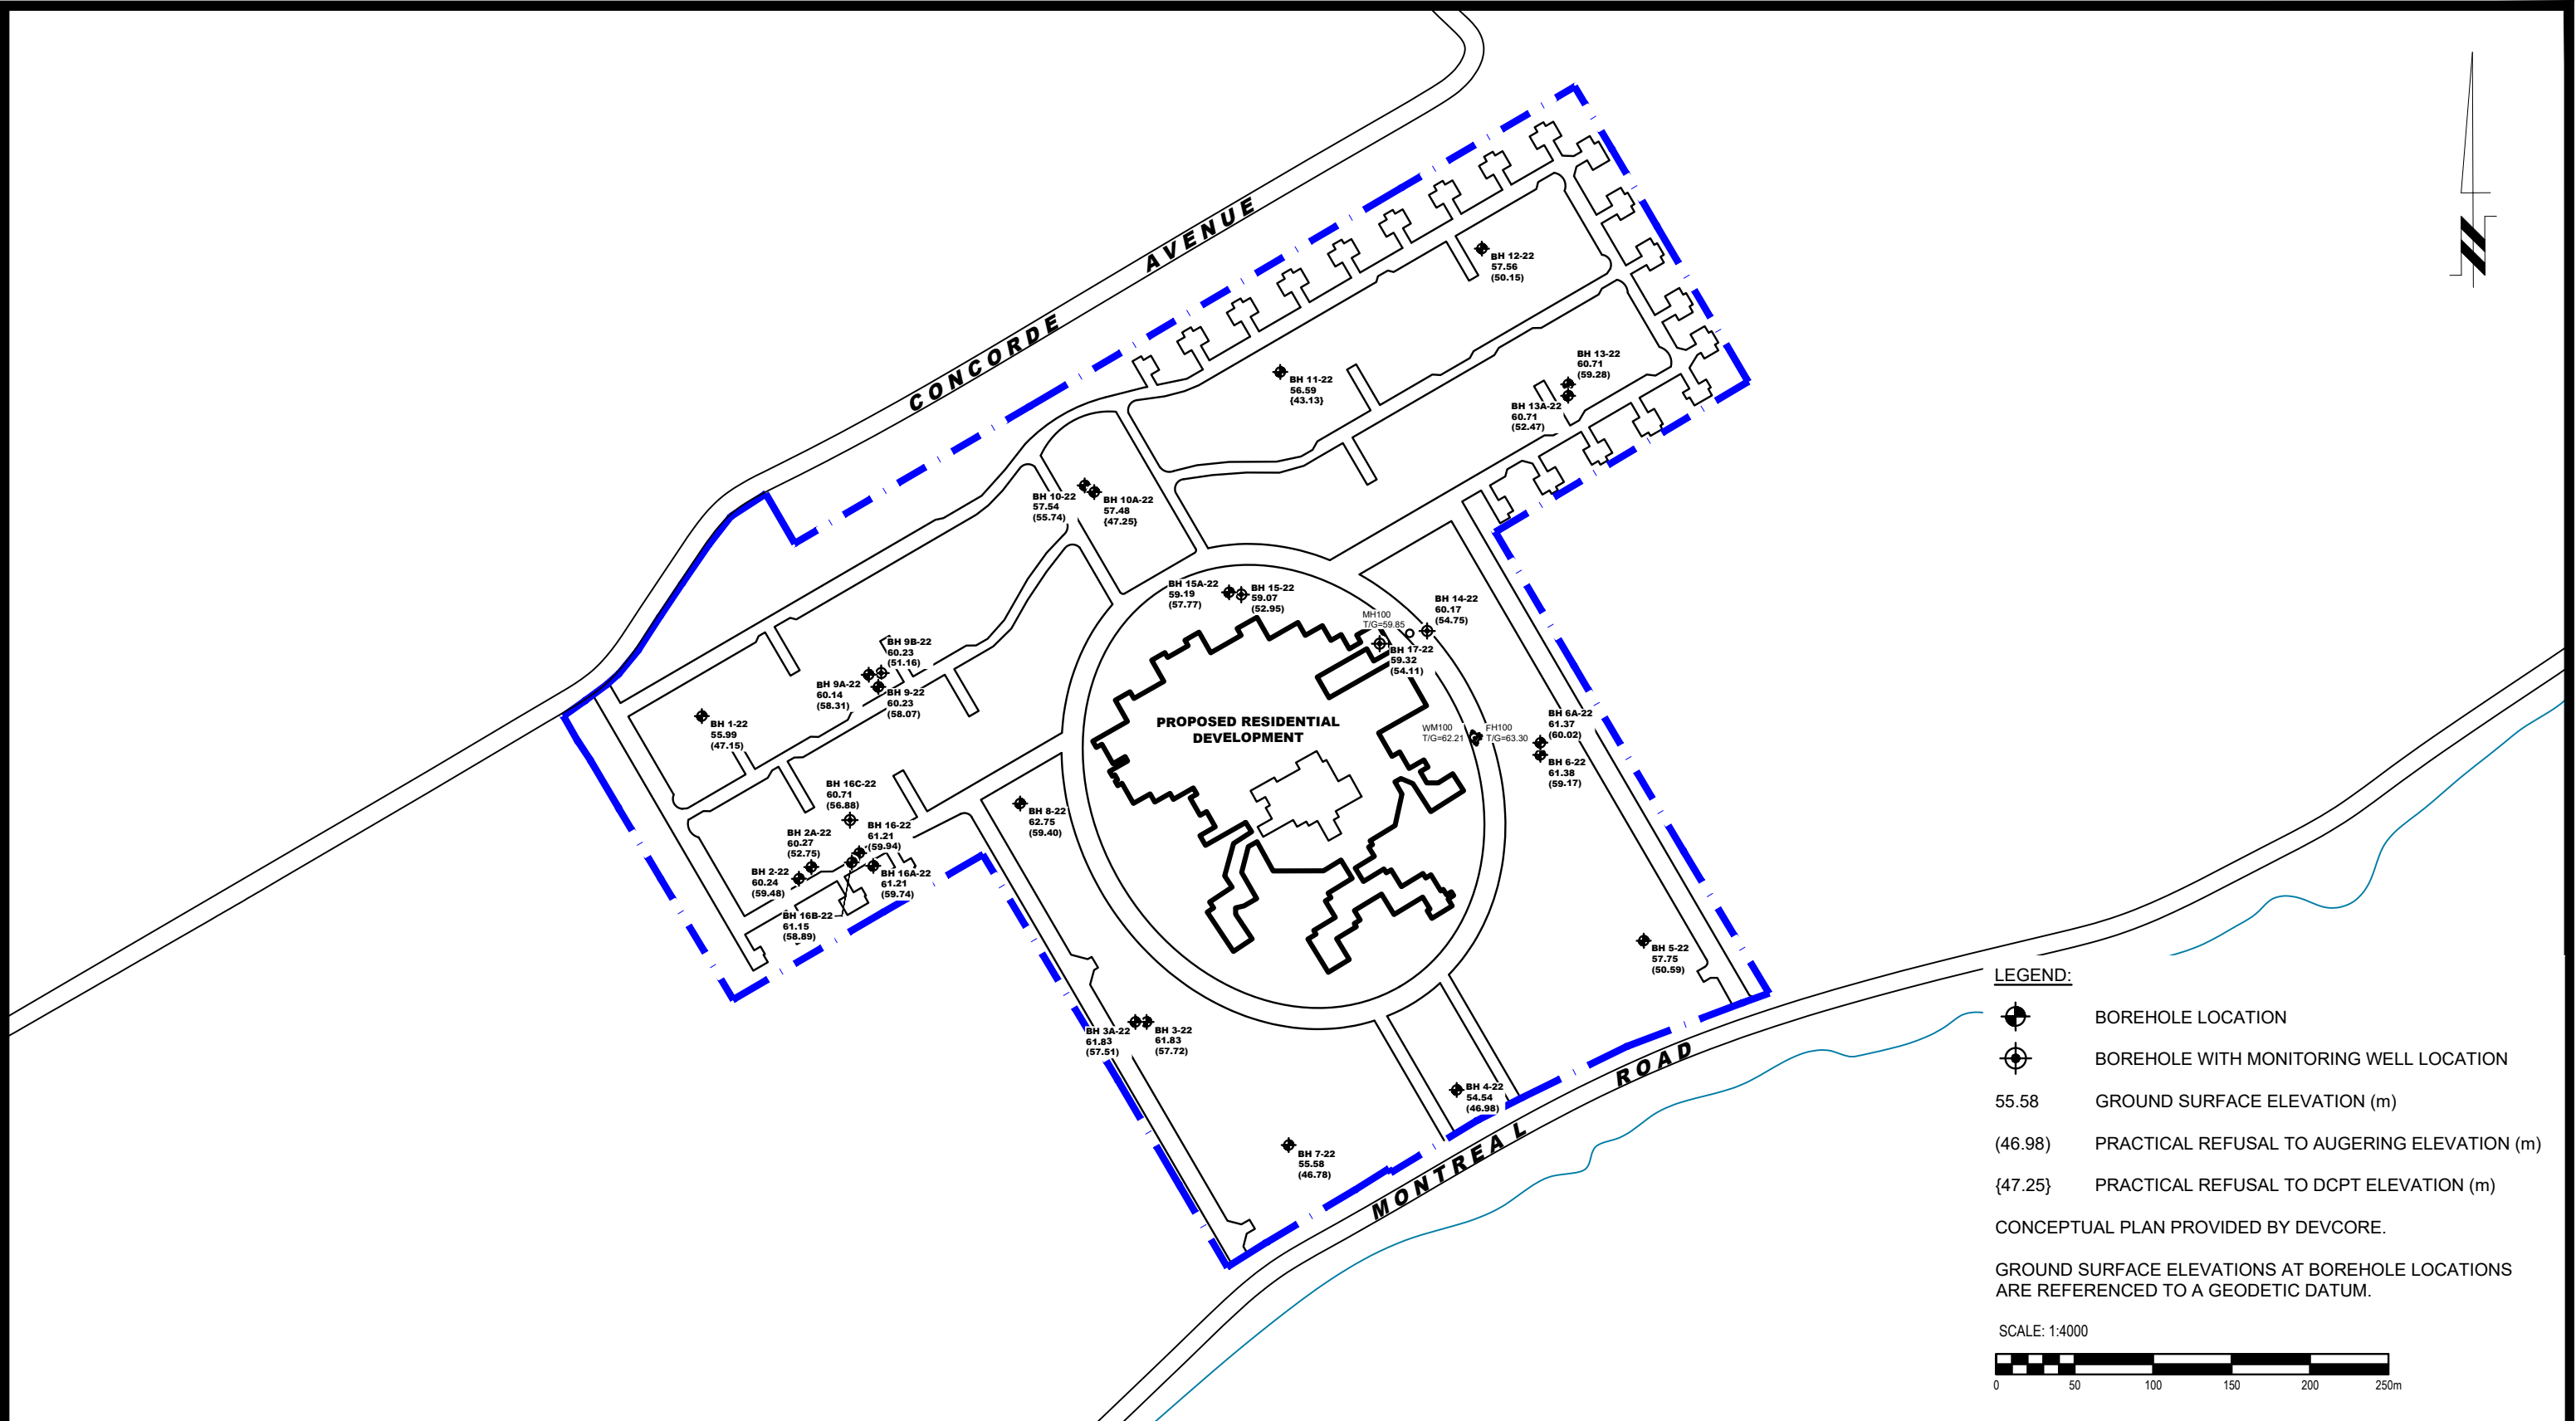 CONCORDE AVENUE
BH 12-22
57.56
(50.15)
BH 11-22
56.59
{43.13}
BH 13-22
60.71
(59.28)
BH 13A-22
60.71
(52.47)
BH 10-22
57.54
(55.74)
BH 10A-22
57.48
{47.25}
BH 15A-22
59.19
(57.77)
BH 15-22
59.07
(52.95)
MH100
T/G=59.85
BH 14-22
60.17
(54.75)
BH 17-22
59.32
(54.11)
BH 9B-22
60.23
(51.16)
BH 9A-22
60.14
(58.31)
BH 9-22
60.23
(58.07)
BH 1-22
55.99
(47.15)
PROPOSED RESIDENTIAL
DEVELOPMENT
WM100
T/G=62.21
FH100
T/G=63.30
BH 6A-22
61.37
(60.02)
BH 6-22
61.38
(59.17)
BH 16C-22
60.71
(56.88)
BH 8-22
62.75
(59.40)
BH 2A-22
60.27
(52.75)
BH 16-22
61.21
(59.94)
BH 2-22
60.24
(59.48)
BH 16A-22
61.21
(59.74)
BH 16B-22
61.15
(58.89)
BH 5-22
57.75
(50.59)
BH 3A-22
61.83
(57.51)
BH 3-22
61.83
(57.72)
BH 4-22
54.54
(46.98)
BH 7-22
55.58
(46.78)
MONTREAL ROAD
LEGEND:
BOREHOLE LOCATION
BOREHOLE WITH MONITORING WELL LOCATION
55.58 GROUND SURFACE ELEVATION (m)
(46.98) PRACTICAL REFUSAL TO AUGERING ELEVATION (m)
{47.25} PRACTICAL REFUSAL TO DCPT ELEVATION (m)
CONCEPTUAL PLAN PROVIDED BY DEVCORE.
GROUND SURFACE ELEVATIONS AT BOREHOLE LOCATIONS
ARE REFERENCED TO A GEODETIC DATUM.
SCALE: 1:4000
0 50 100 150 200 250m